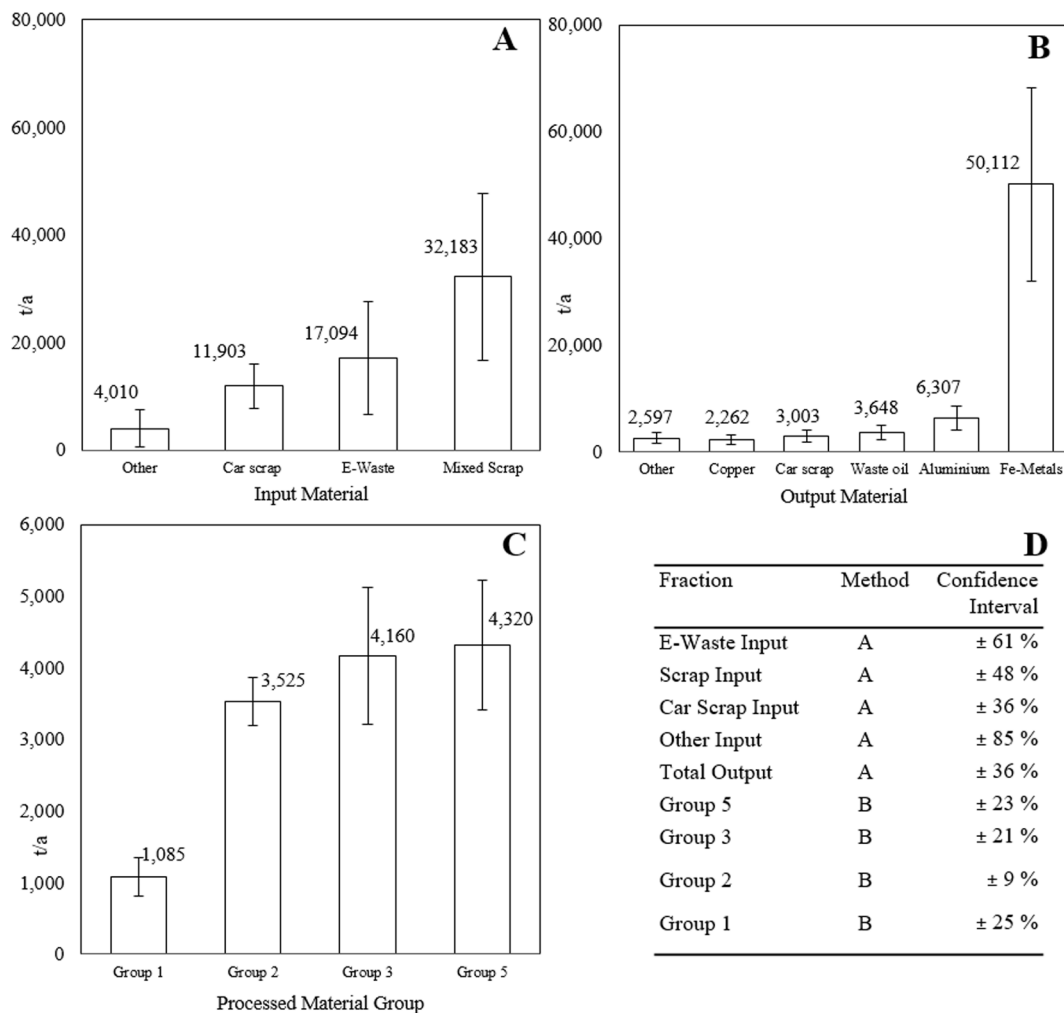 A
80,000
60,000
40,000
20,000
0
t/a
4,010
11,903
17,094
32,183
Other Car scrap E-Waste Mixed Scrap
Input Material
B
80,000
60,000
40,000
20,000
0
t/a
2,597
2,262
3,003
3,648
6,307
50,112
Other Copper Car scrap Waste oil Aluminium Fe-Metals
Output Material
C
6,000
5,000
4,000
3,000
2,000
1,000
0
t/a
1,085
3,525
4,160
4,320
Group 1 Group 2 Group 3 Group 5
Processed Material Group
D
Fraction Method Confidence
Interval
E-Waste Input A ± 61 %
Scrap Input A ± 48 %
Car Scrap Input A ± 36 %
Other Input A ± 85 %
Total Output A ± 36 %
Group 5 B ± 23 %
Group 3 B ± 21 %
Group 2 B ± 9 %
Group 1 B ± 25 %